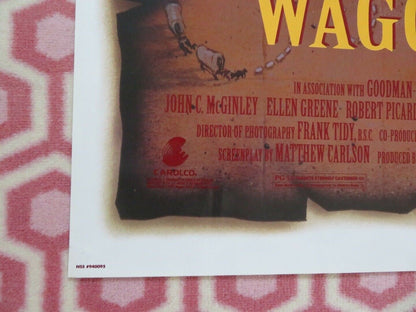 WAGO
IN ASSOCIATION WITH GOODMAN-
JOHN C. McGINLEY ELLEN GREENE ROBERT PICAR
DIRECTOR OF PHOTOGRAPHY FRANK TIDY, B.S.C. CO-PRODUC
SCREENPLAY BY MATTHEW CARLSON PRODUCED B
CAROLCO
PG
NSS #940093